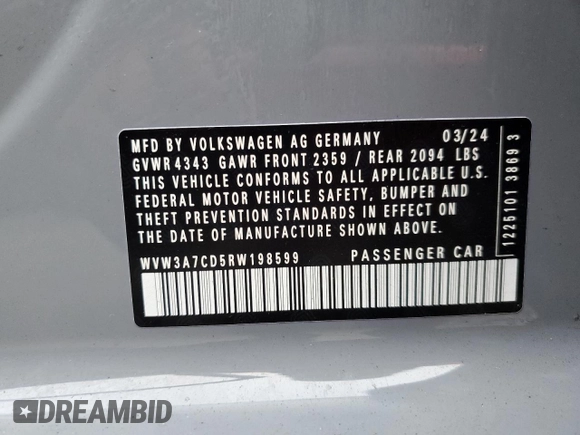 MFD BY VOLKSWAGEN AG GERMANY 03/24
GVWR 4343 GAWR FRONT 2359 / REAR 2094 LBS
THIS VEHICLE CONFORMS TO ALL APPLICABLE U.S.
FEDERAL MOTOR VEHICLE SAFETY, BUMPER AND
THEFT PREVENTION STANDARDS IN EFFECT ON
THE DATE OF MANUFACTURE SHOWN ABOVE.
WVW3A7CD5RW198599 PASSENGER CAR
1225101 3869 3
DREAMBID